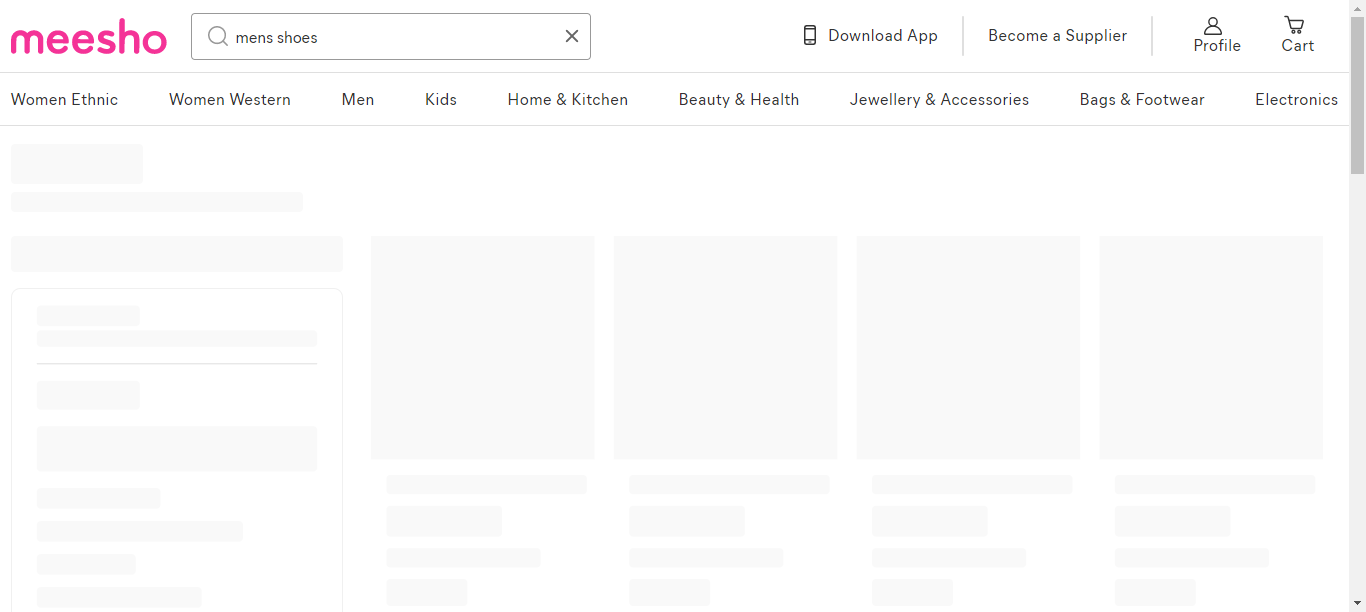 meesho
mens shoes
Download App
Become a Supplier
Profile
Cart
Women Ethnic
Women Western
Men
Kids
Home & Kitchen
Beauty & Health
Jewellery & Accessories
Bags & Footwear
Electronics